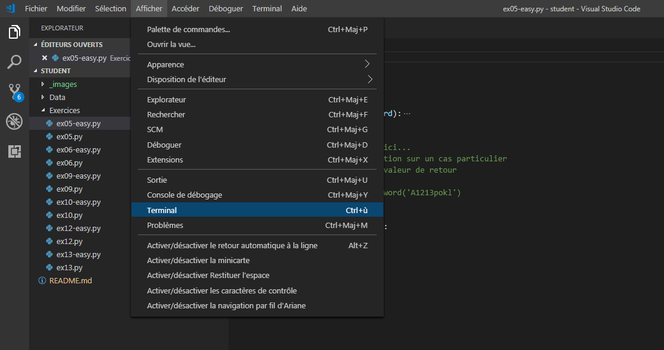 Fichier Modifier Sélection Afficher Accéder Déboguer Terminal Aide ex05-easy.py - student - Visual Studio Code
EXPLORATEUR
ÉDITEURS OUVERTS
ex05-easy.py Exercic
STUDENT
_images
Data
Exercices
ex05-easy.py
ex05.py
ex06-easy.py
ex06.py
ex09-easy.py
ex09.py
ex10-easy.py
ex10.py
ex12-easy.py
ex12.py
ex13-easy.py
ex13.py
README.md
6
Palette de commandes... Ctrl+Maj+P
Ouvrir la vue...
Apparence
Disposition de l'éditeur
Explorateur Ctrl+Maj+E
Rechercher Ctrl+Maj+F
SCM Ctrl+Maj+G
Déboguer Ctrl+Maj+D
Extensions Ctrl+Maj+X
Sortie Ctrl+Maj+U
Console de débogage Ctrl+Maj+Y
Terminal Ctrl+ù
Problèmes Ctrl+Maj+M
Activer/désactiver le retour automatique à la ligne Alt+Z
Activer/désactiver la minicarte
Activer/désactiver Restituer l'espace
Activer/désactiver les caractères de contrôle
Activer/désactiver la navigation par fil d'Ariane
rd):...
ici...
tion sur un cas particulier
valeur de retour
word('A1213pokl')
: